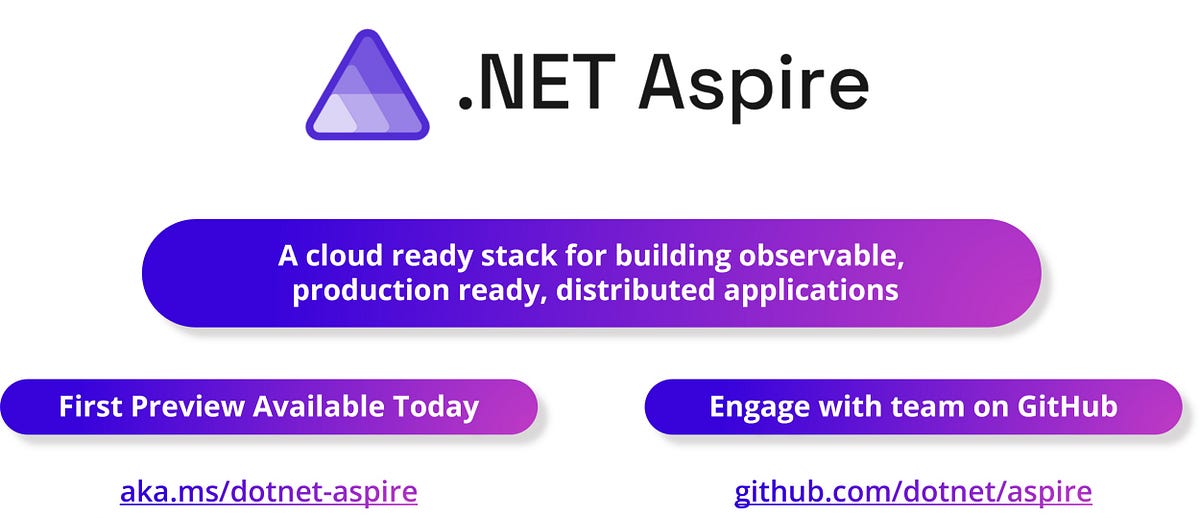 .NET Aspire
A cloud ready stack for building observable,
production ready, distributed applications
First Preview Available Today
Engage with team on GitHub
aka.ms/dotnet-aspire
github.com/dotnet/aspire